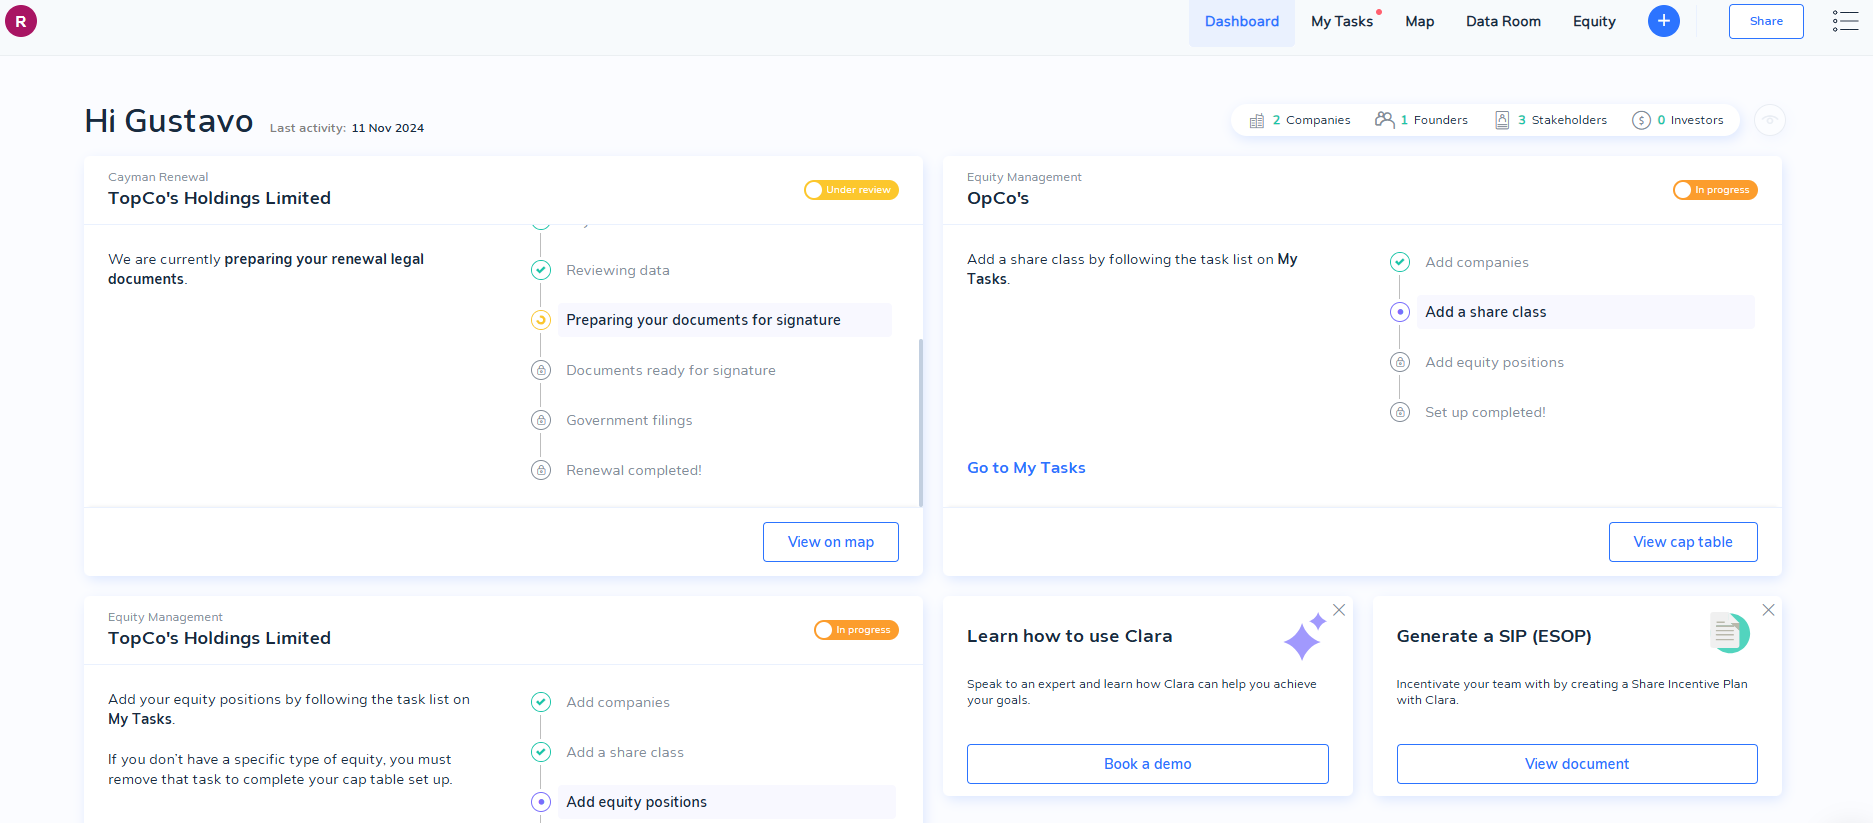 R
Dashboard
My Tasks
Map
Data Room
Equity
+
Share
Hi Gustavo
Last activity: 11 Nov 2024
2 Companies
1 Founders
3 Stakeholders
0 Investors
Cayman Renewal
TopCo's Holdings Limited
Under review
We are currently preparing your renewal legal
documents.
Reviewing data
Preparing your documents for signature
Documents ready for signature
Government filings
Renewal completed!
View on map
Equity Management
OpCo's
In progress
Add a share class by following the task list on My
Tasks.
Add companies
Add a share class
Add equity positions
Set up completed!
Go to My Tasks
View cap table
Equity Management
TopCo's Holdings Limited
In progress
Add your equity positions by following the task list on
My Tasks.
If you don't have a specific type of equity, you must
remove that task to complete your cap table set up.
Add companies
Add a share class
Add equity positions
Learn how to use Clara
Speak to an expert and learn how Clara can help you achieve
your goals.
Book a demo
Generate a SIP (ESOP)
Incentivate your team with by creating a Share Incentive Plan
with Clara.
View document